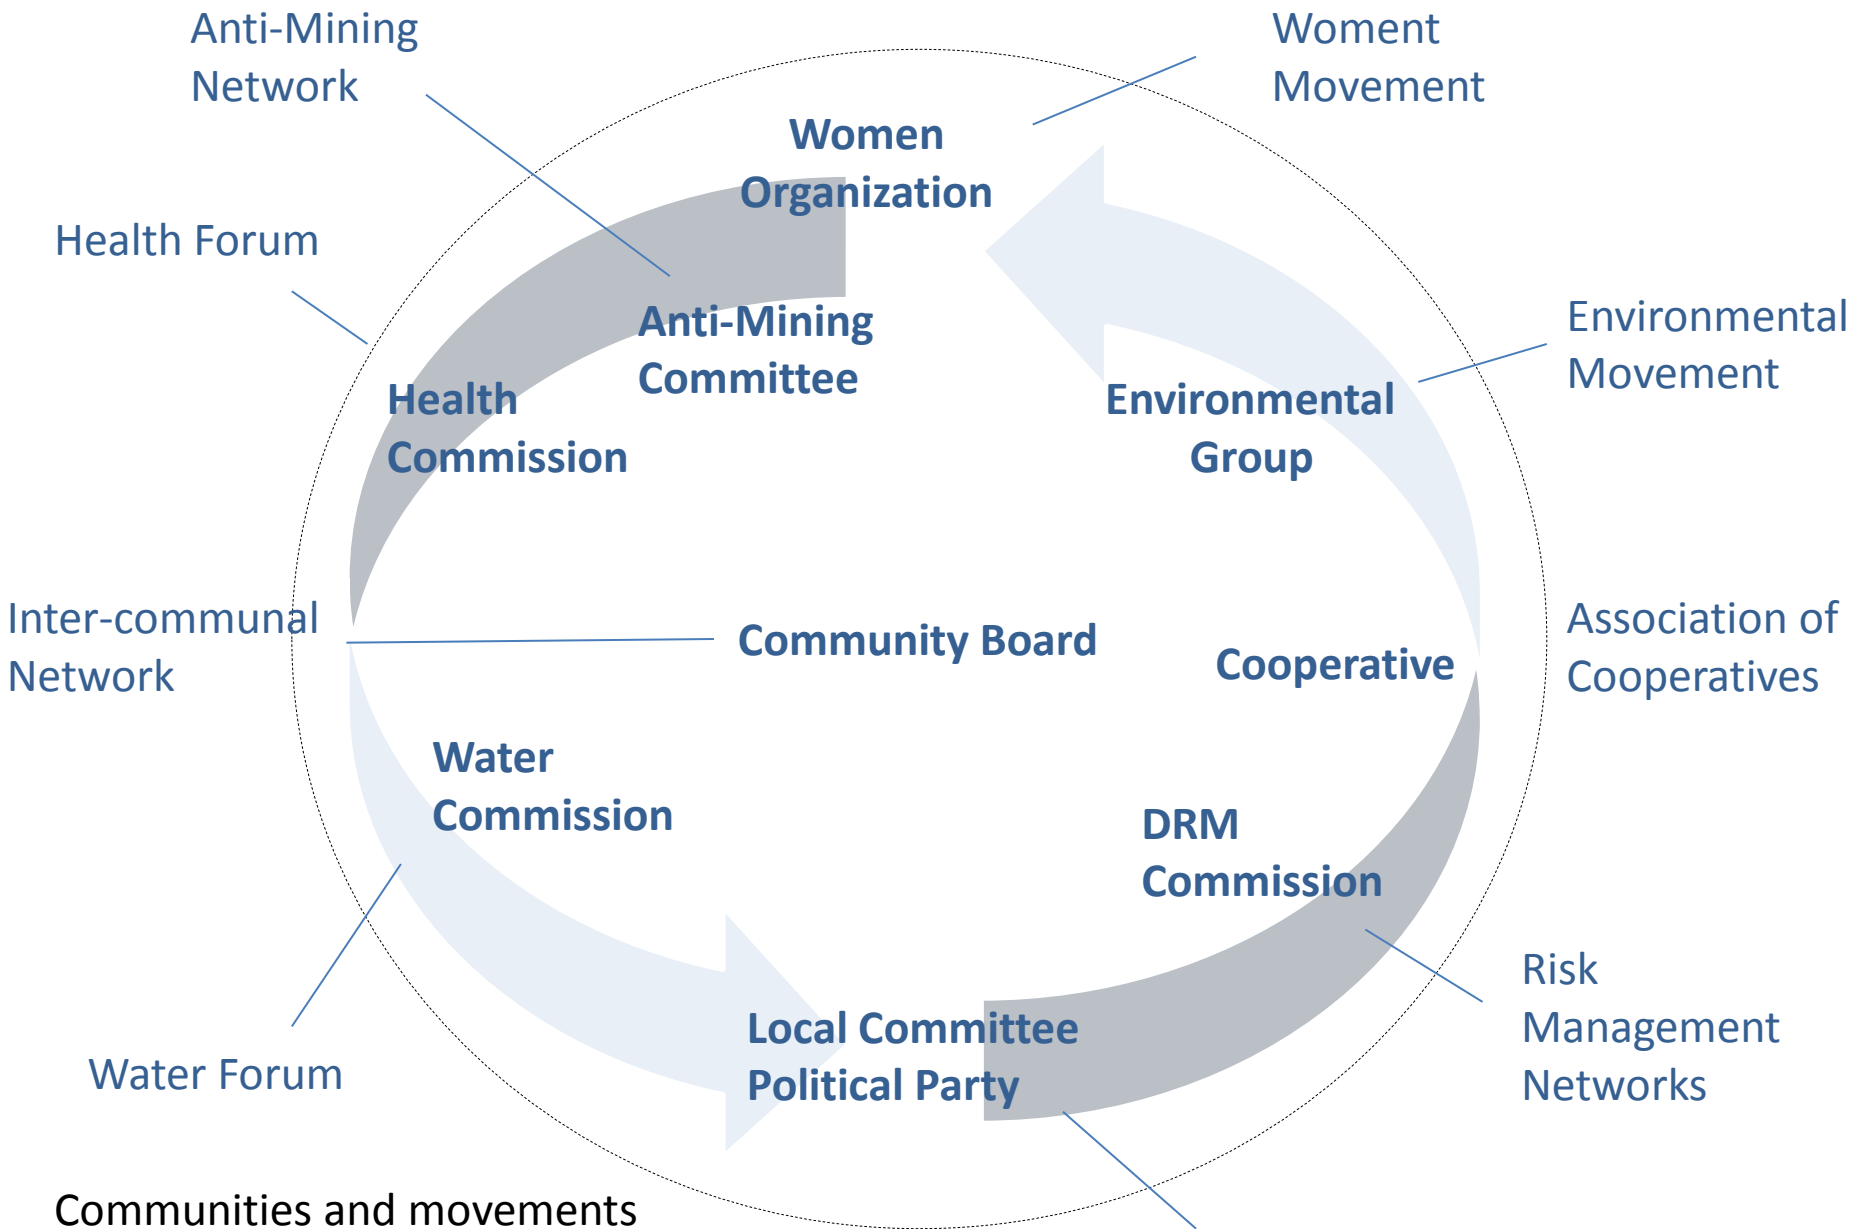 Anti-Mining
Network
Woment
Movement
Women
Organization
Health Forum
Anti-Mining
Committee
Environmental
Movement
Health
Commission
Environmental
Group
Inter-communal
Network
Community Board
Cooperative
Association of
Cooperatives
Water
Commission
DRM
Commission
Risk
Management
Networks
Local Committee
Political Party
Water Forum
Communities and movements